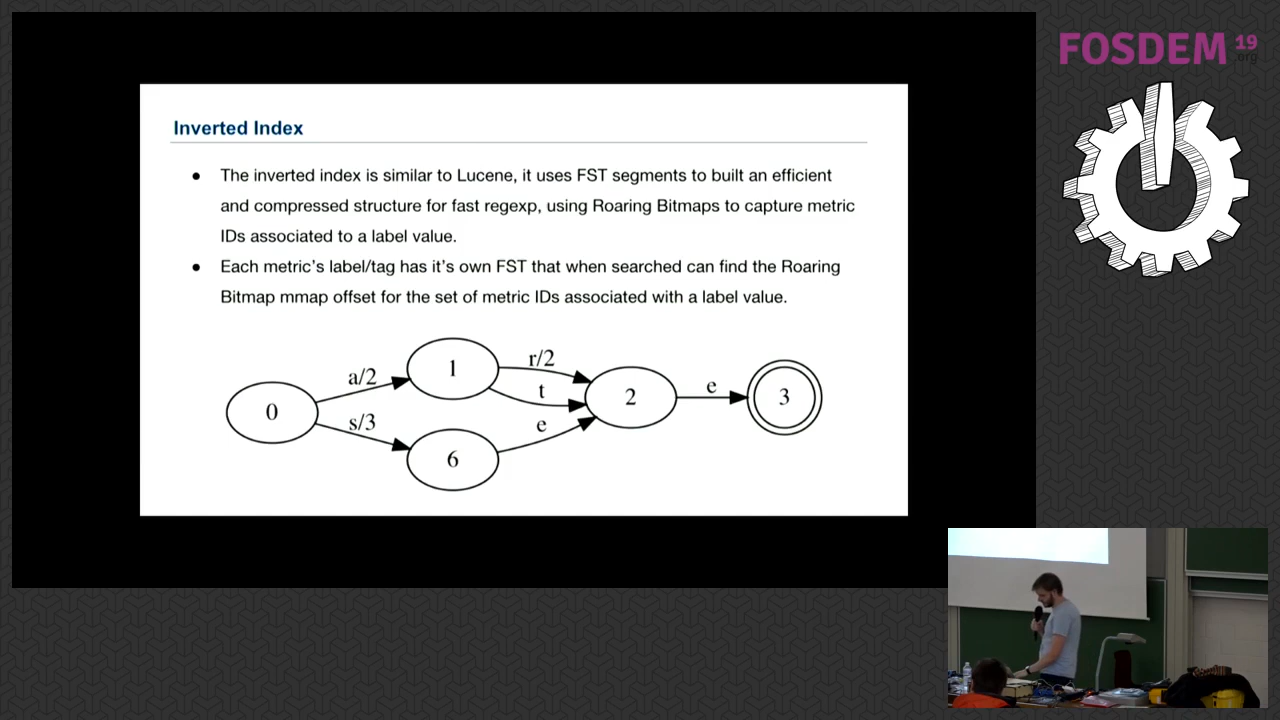 FOSDEM 19
.org
Inverted Index
● The inverted index is similar to Lucene, it uses FST segments to built an efficient
and compressed structure for fast regexp, using Roaring Bitmaps to capture metric
IDs associated to a label value.
● Each metric's label/tag has it's own FST that when searched can find the Roaring
Bitmap mmap offset for the set of metric IDs associated with a label value.
0
a/2
s/3
1
6
r/2
t
e
2
e
3